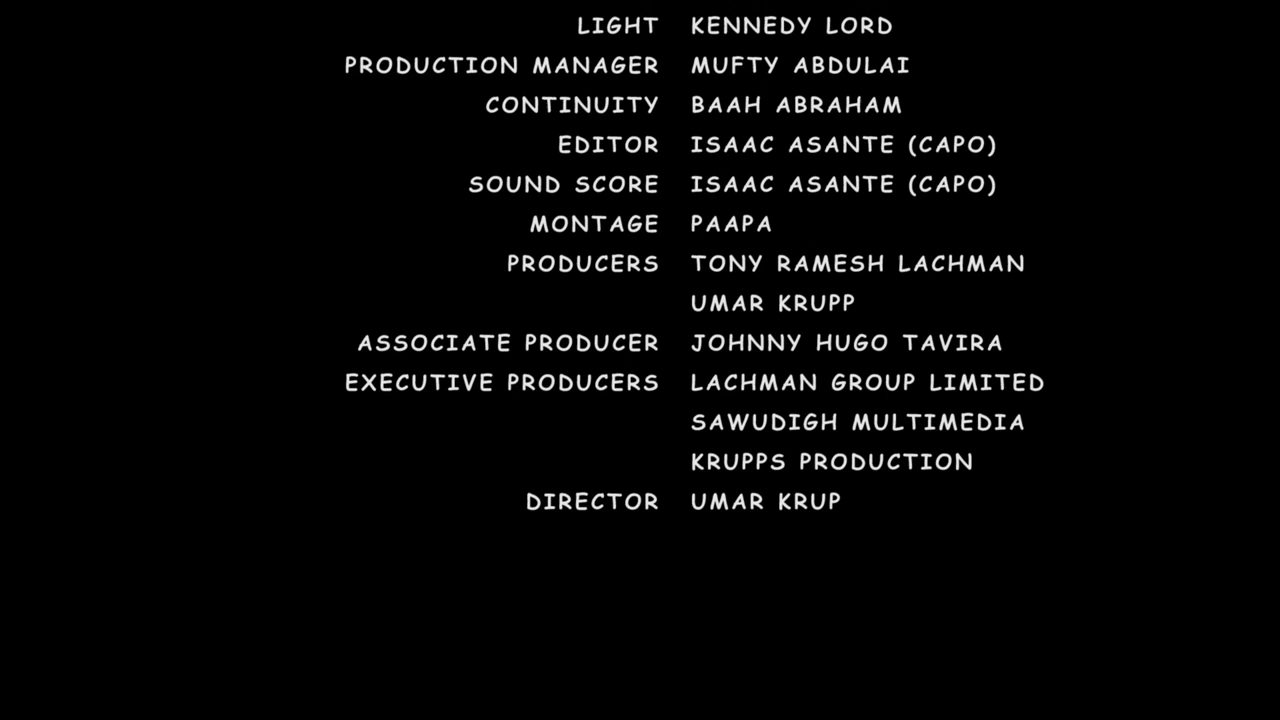 LIGHT KENNEDY LORD
PRODUCTION MANAGER MUFTY ABDULAI
CONTINUITY BAAH ABRAHAM
EDITOR ISAAC ASANTE (CAPO)
SOUND SCORE ISAAC ASANTE (CAPO)
MONTAGE PAAPA
PRODUCERS TONY RAMESH LACHMAN
UMAR KRUPP
ASSOCIATE PRODUCER JOHNNY HUGO TAVIRA
EXECUTIVE PRODUCERS LACHMAN GROUP LIMITED
SAWUDIGH MULTIMEDIA
KRUPPS PRODUCTION
DIRECTOR UMAR KRUP